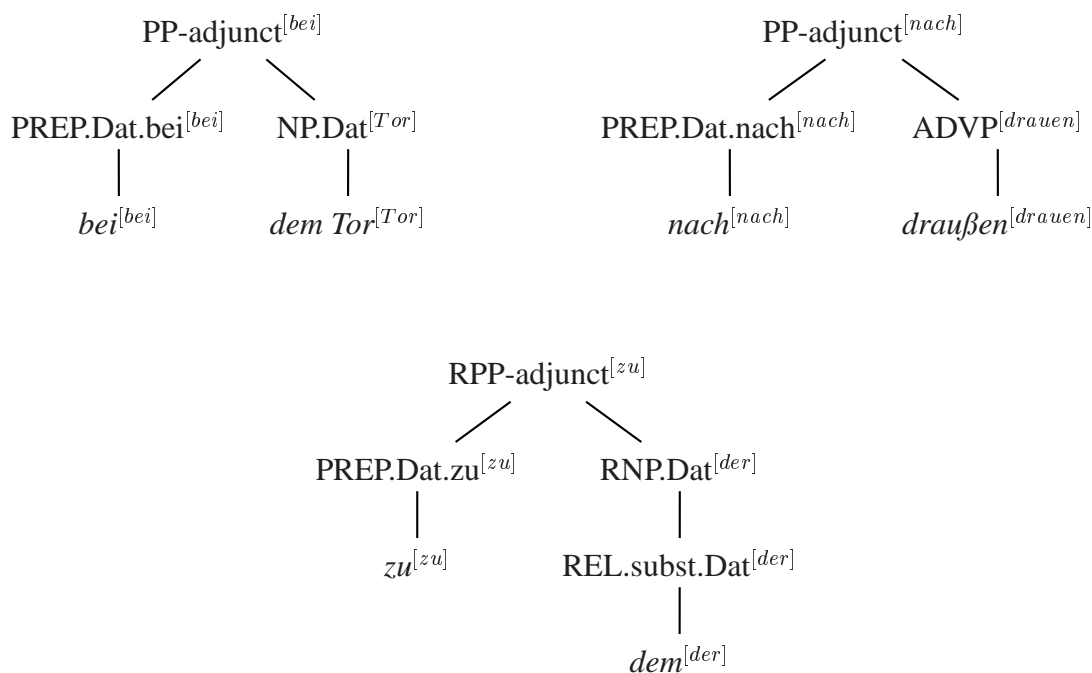 PP-adjunct[bei] PP-adjunct[nach]
PREP.Dat.bei[bei] NP.Dat[Tor] PREP.Dat.nach[nach] ADVP[drauen]
bei[bei] dem Tor[Tor] nach[nach] draußen[drauen]
RPP-adjunct[zu]
PREP.Dat.zu[zu] RNP.Dat[der]
zu[zu] REL.subst.Dat[der]
dem[der]